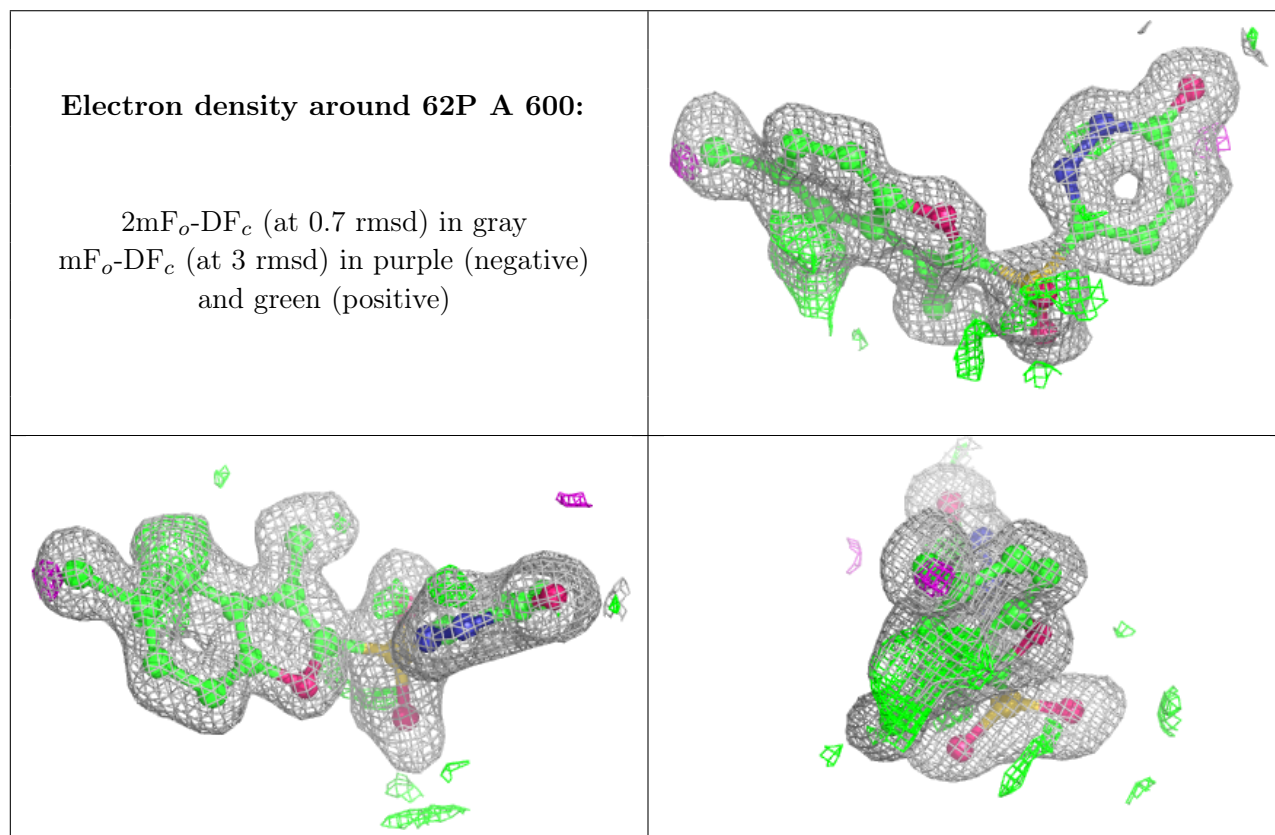 Electron density around 62P A 600:
2mFo-DFc (at 0.7 rmsd) in gray
mFo-DFc (at 3 rmsd) in purple (negative)
and green (positive)